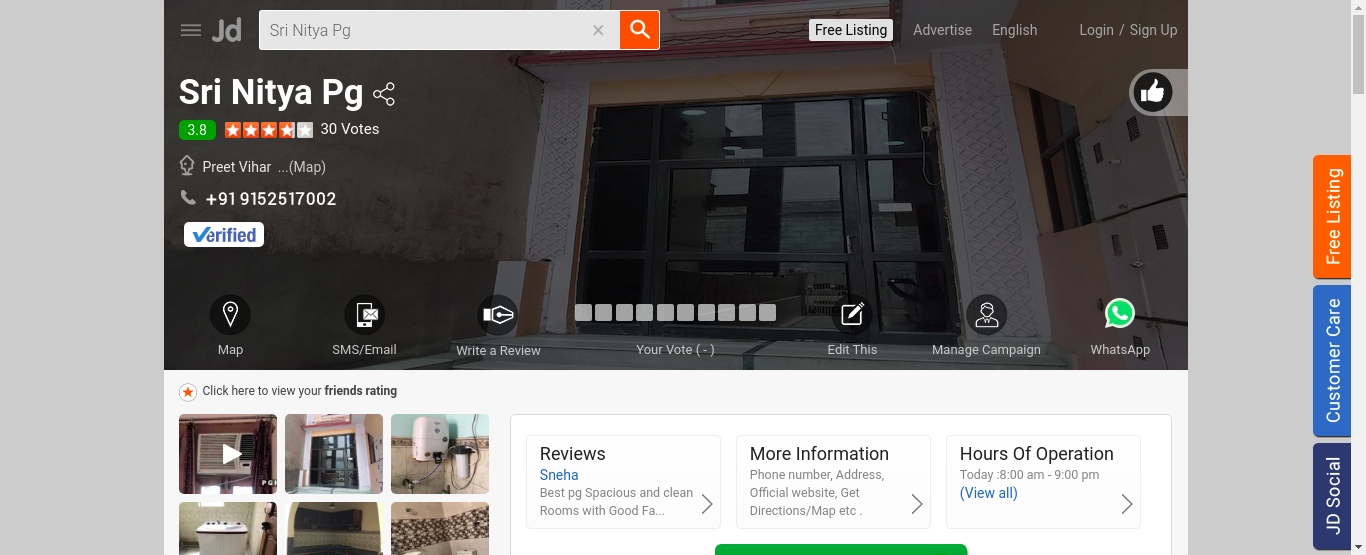 Jd
Sri Nitya Pg
Free Listing
Advertise
English
Login / Sign Up
Sri Nitya Pg
3.8
30 Votes
Preet Vihar ...(Map)
+91 9152517002
Verified
Map
SMS/Email
Write a Review
Your Vote ( - )
Edit This
Manage Campaign
WhatsApp
Click here to view your friends rating
PG
Reviews
Sneha
Best pg Spacious and clean
Rooms with Good Fa...
More Information
Phone number, Address,
Official website, Get
Directions/Map etc .
Hours Of Operation
Today :8:00 am - 9:00 pm
(View all)
Free Listing
Customer Care
JD Social